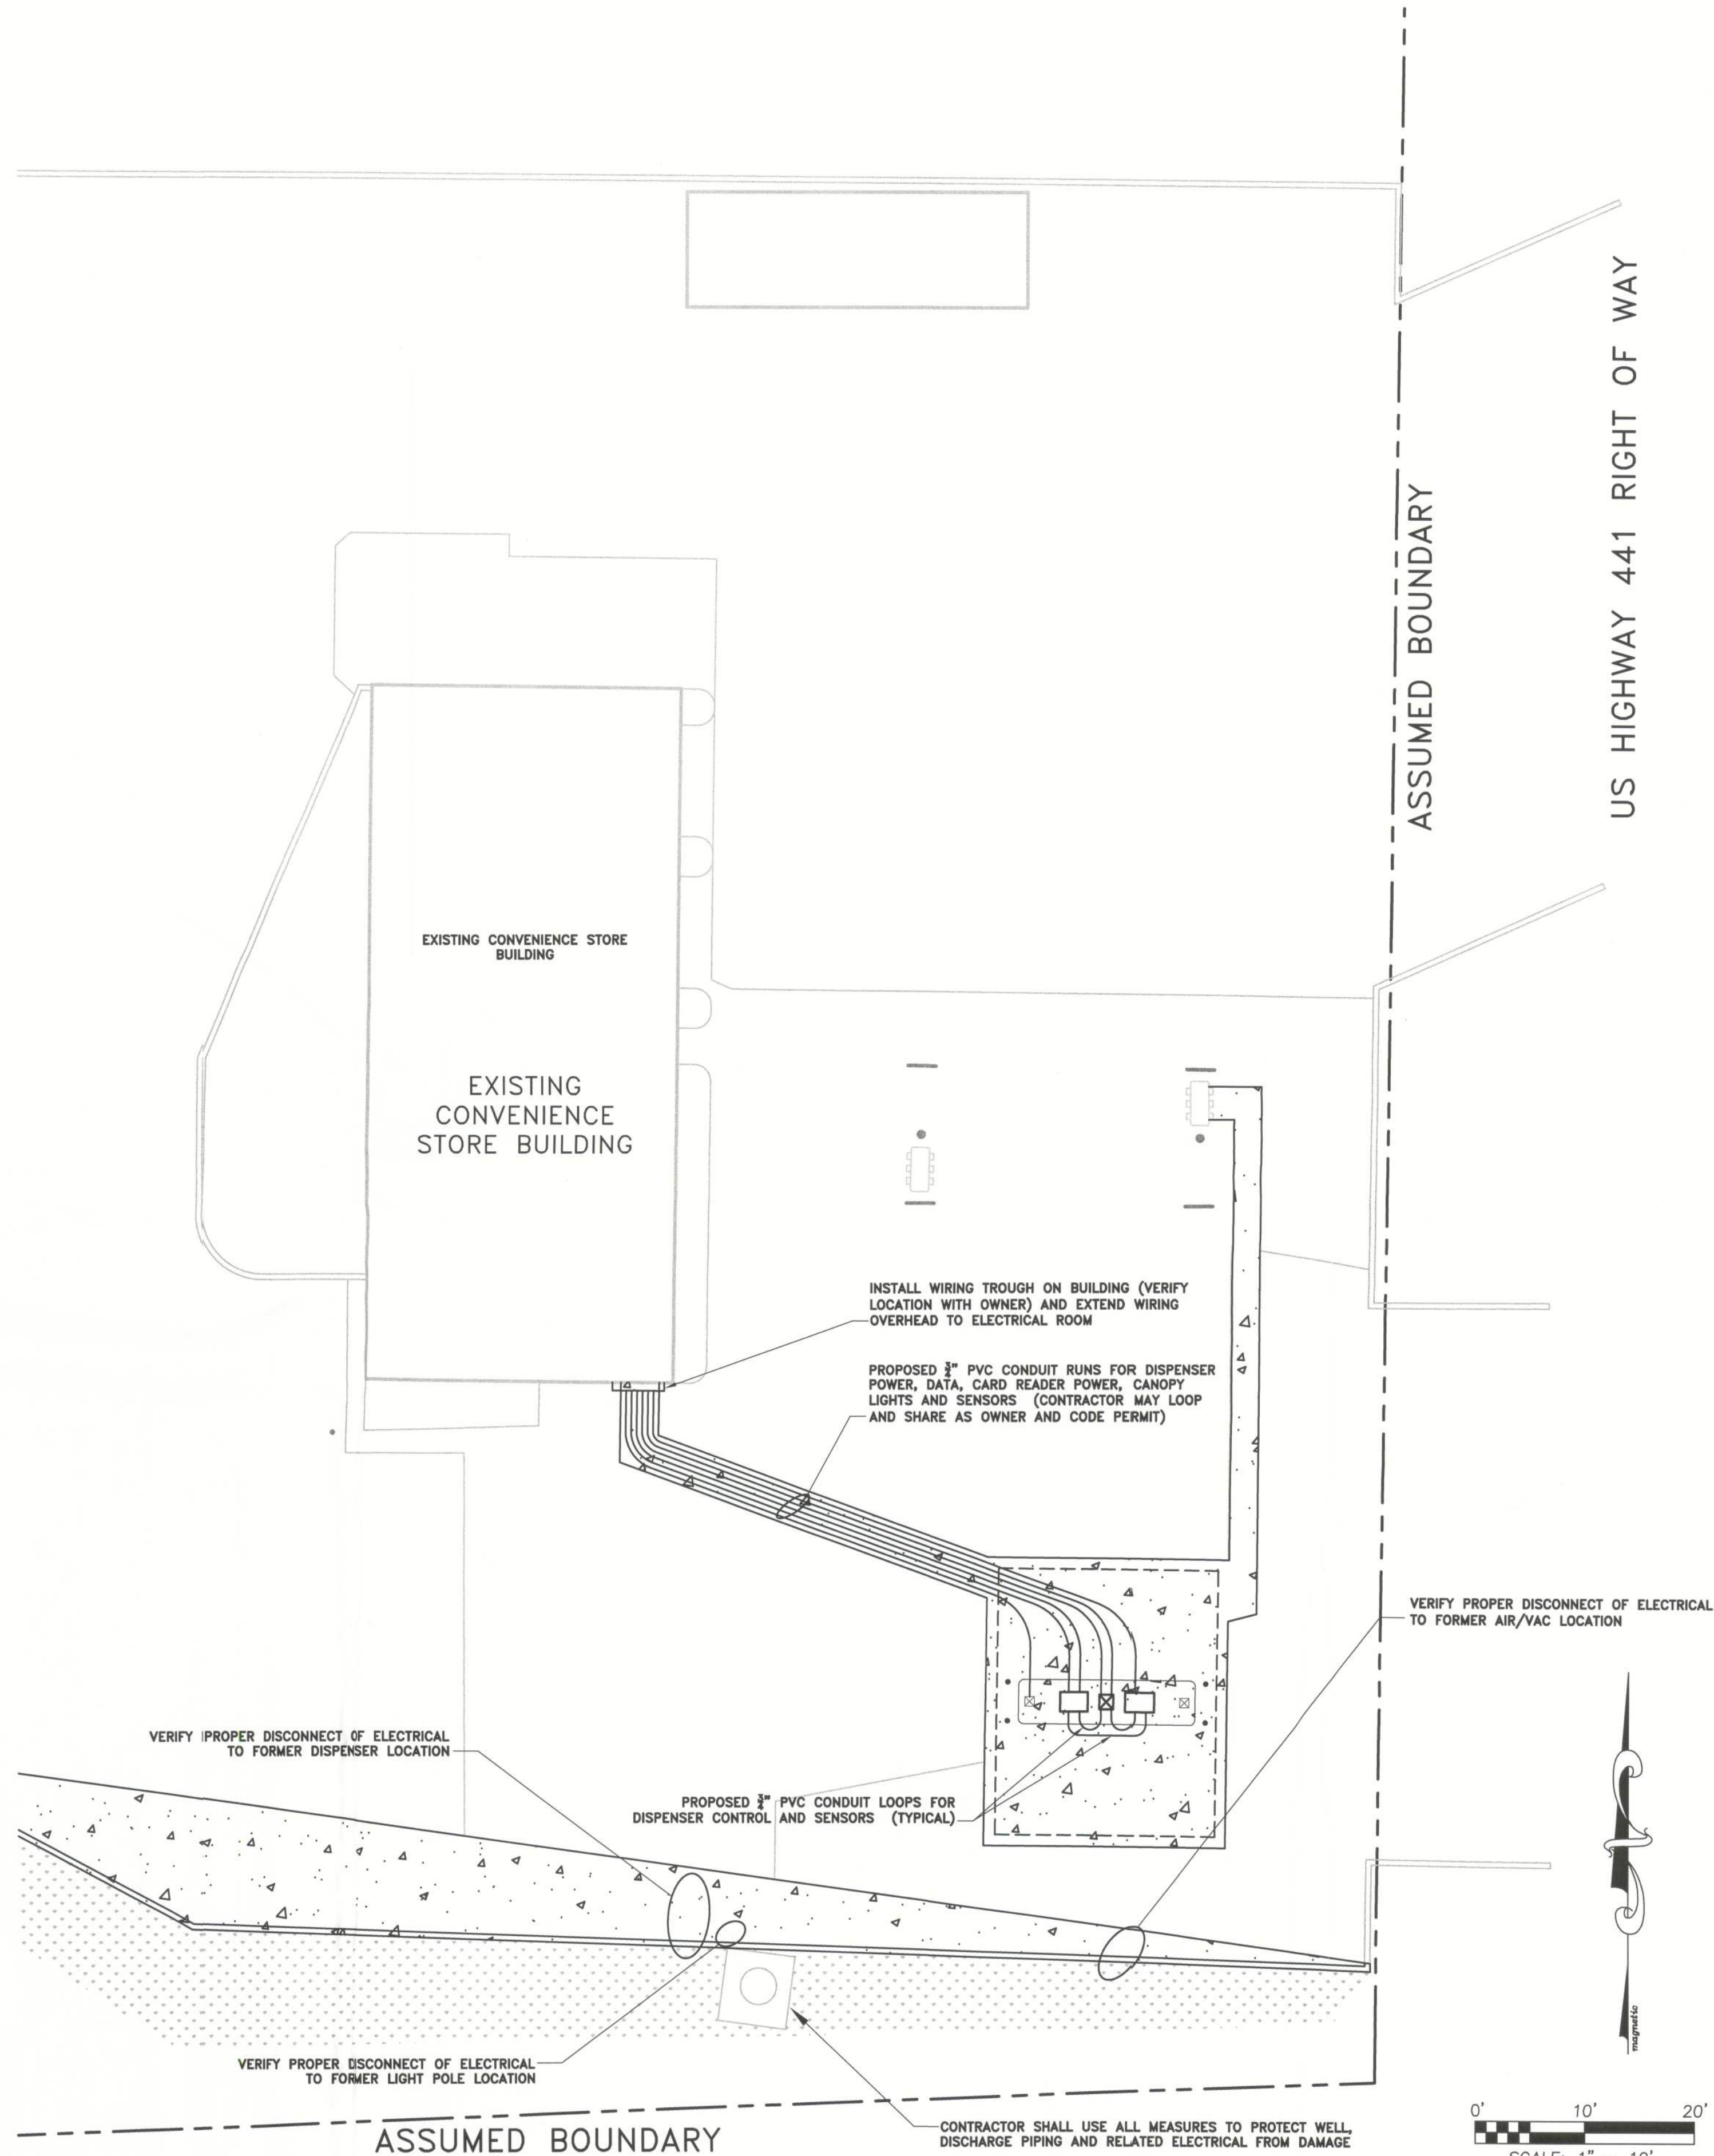 US HIGHWAY 441 RIGHT OF WAY
ASSUMED BOUNDARY
EXISTING CONVENIENCE STORE
BUILDING
EXISTING
CONVENIENCE
STORE BUILDING
INSTALL WIRING TROUGH ON BUILDING (VERIFY
LOCATION WITH OWNER) AND EXTEND WIRING
OVERHEAD TO ELECTRICAL ROOM
PROPOSED ¾" PVC CONDUIT RUNS FOR DISPENSER
POWER, DATA, CARD READER POWER, CANOPY
LIGHTS AND SENSORS (CONTRACTOR MAY LOOP
AND SHARE AS OWNER AND CODE PERMIT)
VERIFY PROPER DISCONNECT OF ELECTRICAL
TO FORMER AIR/VAC LOCATION
VERIFY PROPER DISCONNECT OF ELECTRICAL
TO FORMER DISPENSER LOCATION
PROPOSED ¾" PVC CONDUIT LOOPS FOR
DISPENSER CONTROL AND SENSORS (TYPICAL)
magnetic
VERIFY PROPER DISCONNECT OF ELECTRICAL
TO FORMER LIGHT POLE LOCATION
ASSUMED BOUNDARY
CONTRACTOR SHALL USE ALL MEASURES TO PROTECT WELL,
DISCHARGE PIPING AND RELATED ELECTRICAL FROM DAMAGE
0' 10' 20'